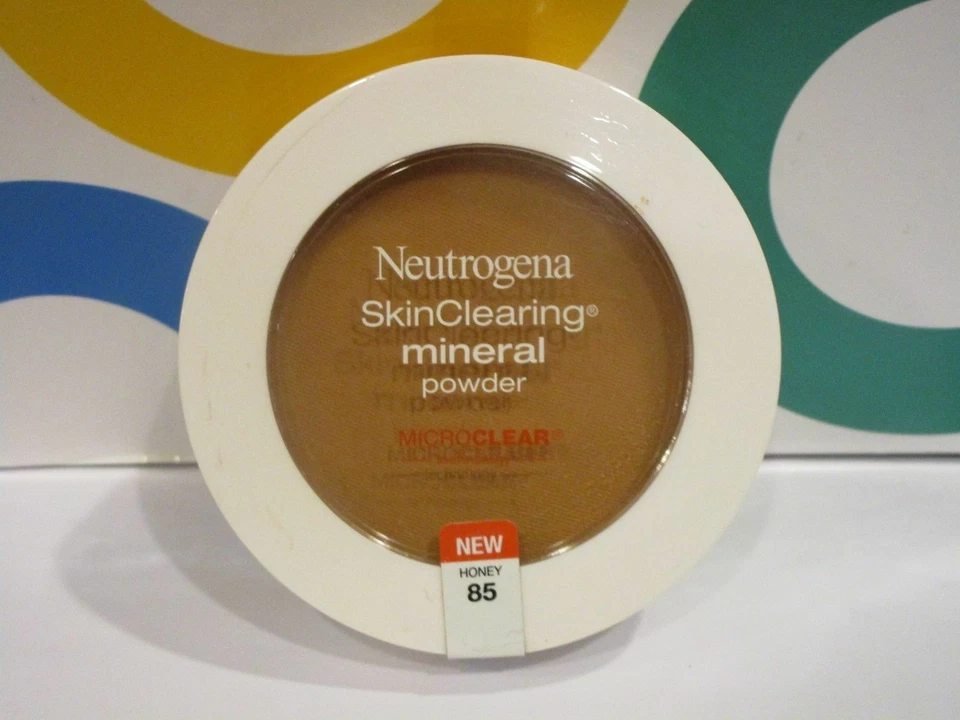 Neutrogena
SkinClearing®
mineral
powder
MICROCLEAR®
NEW
HONEY
85